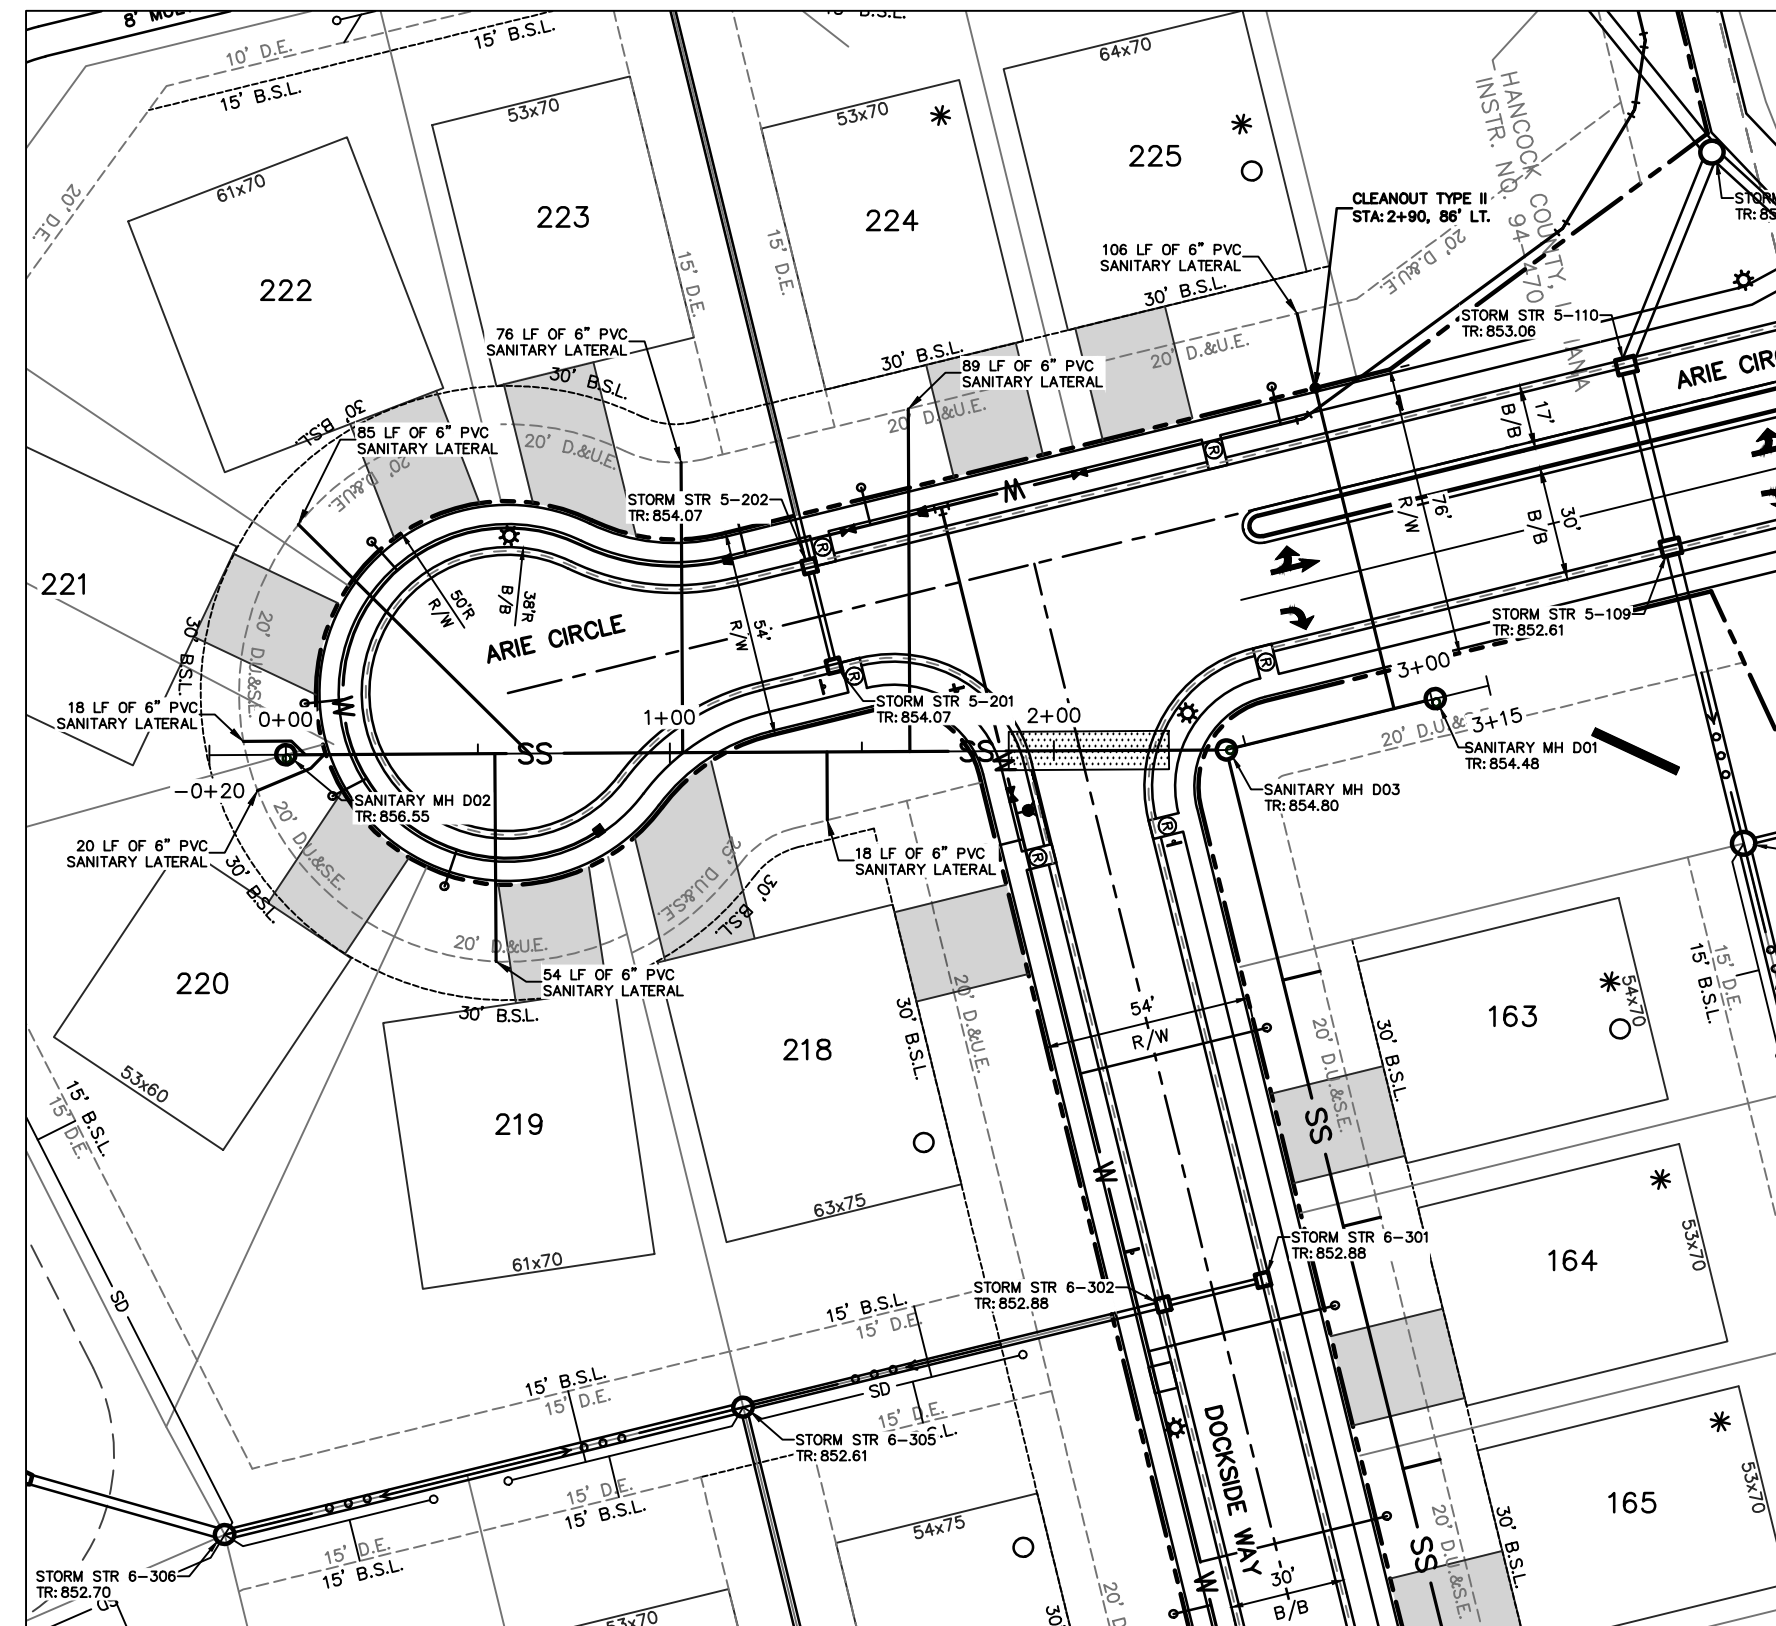 15' B.S.L.
10' D.E.
15' B.S.L.
20' D.E.
61x70
222
53x70
223
15' D.E.
15' D.E.
53x70
224
64x70
225
HANCOCK COUNTY,
INSTR. NO. 94-
470
CLEANOUT TYPE II
STA: 2+90, 86' LT.
106 LF OF 6" PVC
SANITARY LATERAL
20' D.&U.E.
30' B.S.L.
20' D.&U.E.
STORM STR 5-110
TR: 853.06
76 LF OF 6" PVC
SANITARY LATERAL
30' B.S.L.
89 LF OF 6" PVC
SANITARY LATERAL
30' B.S.L.
20' D.&U.E.
30' B.S.L.
85 LF OF 6" PVC
SANITARY LATERAL
20' D.&U.E.
20' D.&U.E.
STORM STR 5-202
TR: 854.07
W
R
R
17'
B/B
76'
R/W
30'
B/B
221
30' B.S.L.
20' D.U.&S.E.
50'R
R/W
38'R
B/B
ARIE CIRCLE
54'
R/W
STORM STR 5-109
TR: 852.61
R
R
W
18 LF OF 6" PVC
SANITARY LATERAL
0+00
1+00
2+00
3+00
3+15
STORM STR 5-201
TR: 854.07
20' D.U.&S.E.
SS
SS
W
-0+20
SANITARY MH D02
TR: 856.55
SANITARY MH D03
TR: 854.80
SANITARY MH D01
TR: 854.48
R
R
20 LF OF 6" PVC
SANITARY LATERAL
20' D.U.&S.E.
30' B.S.L.
18 LF OF 6" PVC
SANITARY LATERAL
30' B.S.L.
20' D.&U.E.
54 LF OF 6" PVC
SANITARY LATERAL
30' B.S.L.
220
53x60
15' B.S.L.
15' D.E.
219
61x70
218
63x75
30' B.S.L.
20' D.&U.E.
54'
R/W
20' D.U.&S.E.
30' B.S.L.
163
54x70
15' D.E.
15' B.S.L.
SS
W
164
53x70
STORM STR 6-301
TR: 852.88
STORM STR 6-302
TR: 852.88
SD
15' B.S.L.
15' D.E.
15' B.S.L.
15' D.E.
SD
15' D.E.
STORM STR 6-305
TR: 852.61
DOCKSIDE WAY
165
53x70
15' D.E.
15' B.S.L.
54x75
20' D.U.&S.E.
30' B.S.L.
SS
W
30'
B/B
15' D.E.
15' B.S.L.
STORM STR 6-306
TR: 852.70
53x70